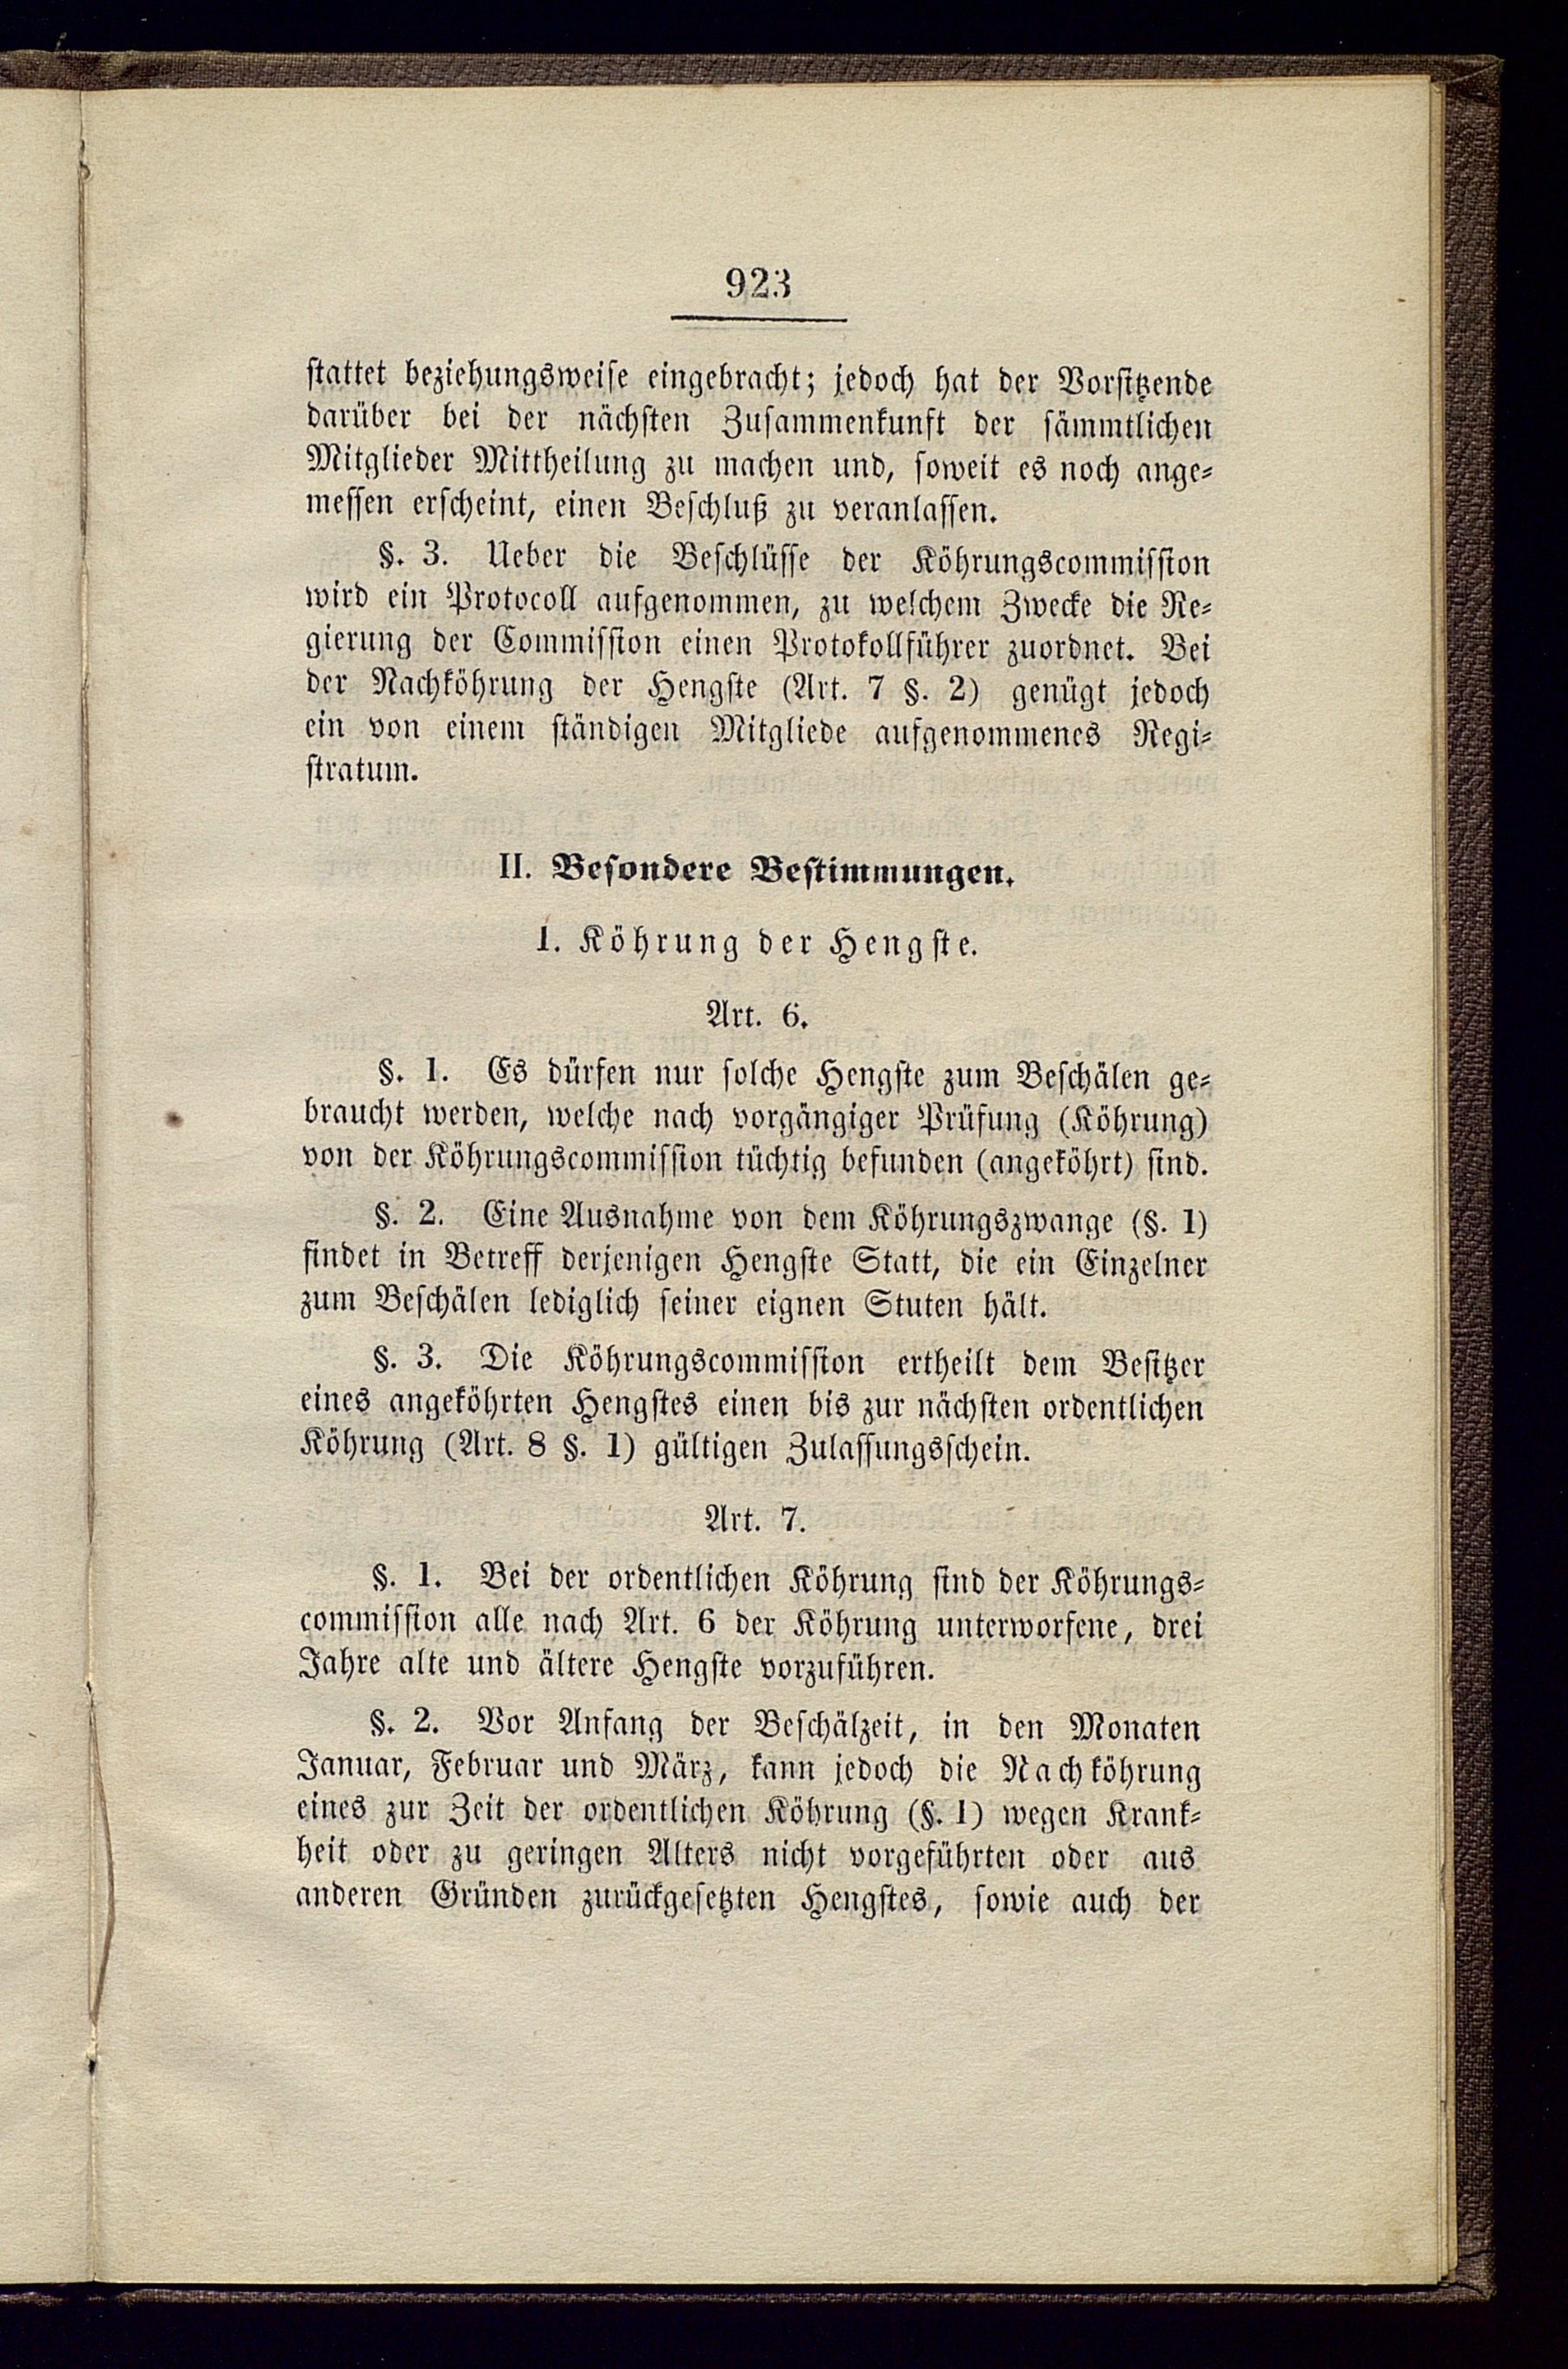 923
stattet beziehungsweise eingebracht; jedoch hat der Vorsitzende
darüber bei der nächsten Zusammenkunft der sämmtlichen
Mitglieder Mittheilung zu machen und, soweit es noch ange-
messen erscheint, einen Beschluß zu veranlassen.
§. 3. Ueber die Beschlüsse der Köhrungscommission
wird ein Protocoll aufgenommen, zu welchem Zwecke die Re-
gierung der Commission einen Protokollführer zuordnet. Bei
der Nachköhrung der Hengste (Art. 7 §. 2) genügt jedoch
ein von einem ständigen Mitgliede aufgenommenes Regi-
stratum.
II. Besondere Bestimmungen.
1. Köhrung der Hengste.
Art. 6.
§. 1. Es dürfen nur solche Hengste zum Beschälen ge-
braucht werden, welche nach vorgängiger Prüfung (Köhrung)
von der Köhrungscommission tüchtig befunden (angeköhrt) sind.
§. 2. Eine Ausnahme von dem Köhrungszwange (§. 1)
findet in Betreff derjenigen Hengste Statt, die ein Einzelner
zum Beschälen lediglich seiner eignen Stuten hält.
§. 3. Die Köhrungscommission ertheilt dem Besitzer
eines angeköhrten Hengstes einen bis zur nächsten ordentlichen
Köhrung (Art. 8 §. 1) gültigen Zulassungsschein.
Art. 7.
§. 1. Bei der ordentlichen Köhrung sind der Köhrungs-
commission alle nach Art. 6 der Köhrung unterworfene, drei
Jahre alte und ältere Hengste vorzuführen.
§. 2. Vor Anfang der Beschälzeit, in den Monaten
Januar, Februar und März, kann jedoch die Nachköhrung
eines zur Zeit der ordentlichen Köhrung (§. 1) wegen Krank-
heit oder zu geringen Alters nicht vorgeführten oder aus
anderen Gründen zurückgesetzten Hengstes, sowie auch der